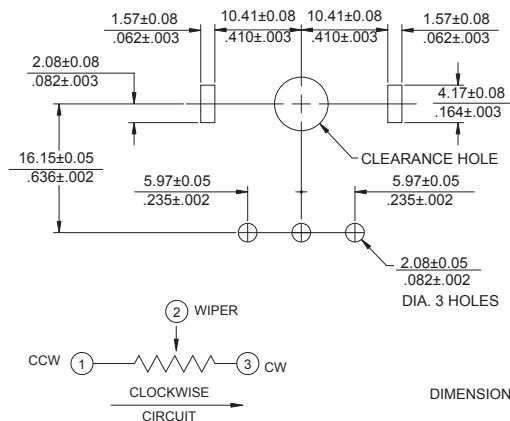 1.57±0.08
.062±.003
10.41±0.08
.410±.003
10.41±0.08
.410±.003
1.57±0.08
.062±.003
2.08±0.08
.082±.003
4.17±0.08
.164±.003
CLEARANCE HOLE
16.15±0.05
.636±.002
5.97±0.05
.235±.002
5.97±0.05
.235±.002
2.08±0.05
.082±.002
DIA. 3 HOLES
2 WIPER
CCW 1 3 CW
CLOCKWISE
CIRCUIT
DIMENSION